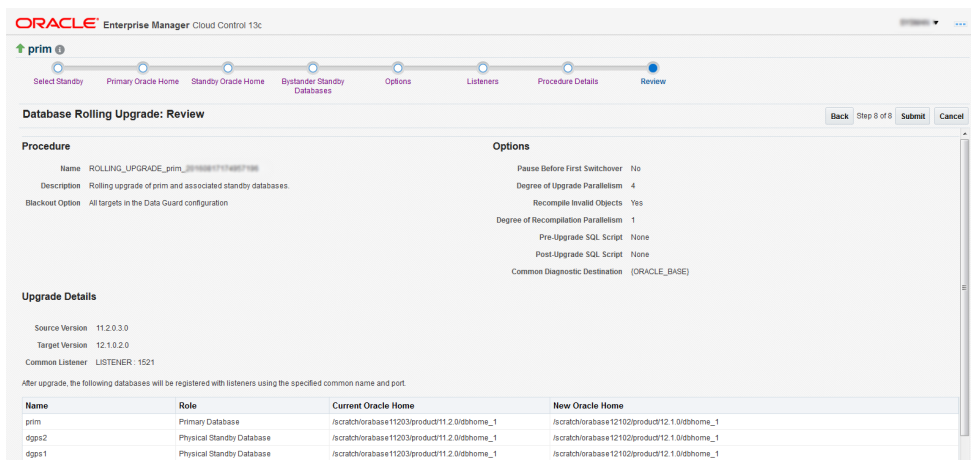 ORACLE Enterprise Manager Cloud Control 13c
prim
Select Standby Primary Oracle Home Standby Oracle Home Bystander Standby Databases Options Listeners Procedure Details Review
Database Rolling Upgrade: Review
Back Step 8 of 8 Submit Cancel
Procedure
Name ROLLING_UPGRADE_prim_
Description Rolling upgrade of prim and associated standby databases.
Blackout Option All targets in the Data Guard configuration
Options
Pause Before First Switchover No
Degree of Upgrade Parallelism 4
Recompile Invalid Objects Yes
Degree of Recompilation Parallelism 1
Pre-Upgrade SQL Script None
Post-Upgrade SQL Script None
Common Diagnostic Destination {ORACLE_BASE}
Upgrade Details
Source Version 11.2.0.3.0
Target Version 12.1.0.2.0
Common Listener LISTENER : 1521
After upgrade, the following databases will be registered with listeners using the specified common name and port.
Name Role Current Oracle Home New Oracle Home
prim Primary Database /scratch/orabase11203/product/11.2.0/dbhome_1 /scratch/orabase12102/product/12.1.0/dbhome_1
dgps2 Physical Standby Database /scratch/orabase11203/product/11.2.0/dbhome_1 /scratch/orabase12102/product/12.1.0/dbhome_1
dgps1 Physical Standby Database /scratch/orabase11203/product/11.2.0/dbhome_1 /scratch/orabase12102/product/12.1.0/dbhome_1